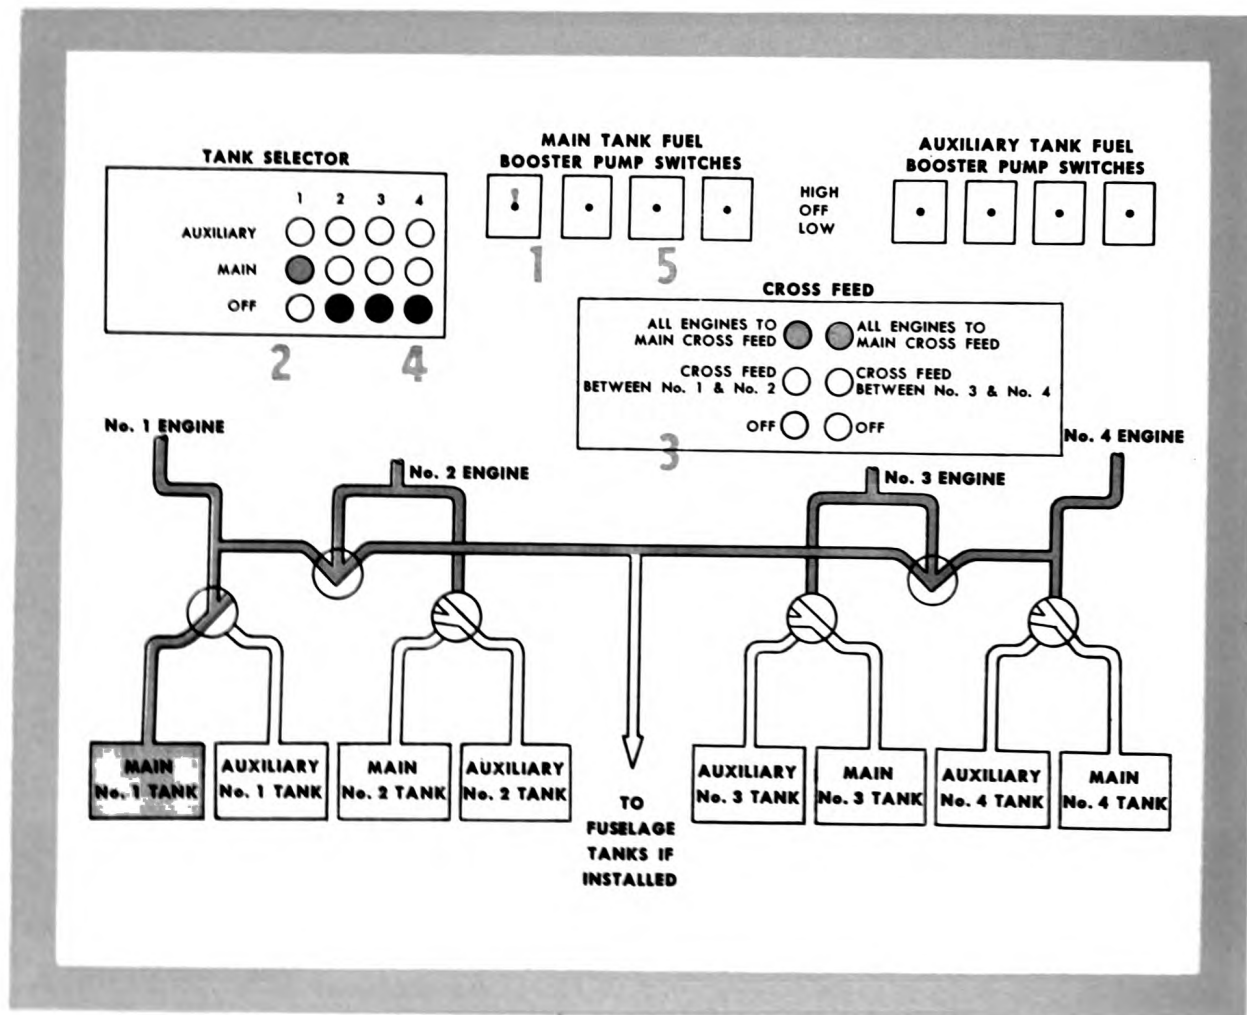 TANK SELECTOR
1 2 3 4
AUXILIARY
MAIN
OFF
MAIN TANK FUEL
BOOSTER PUMP SWITCHES
HIGH
OFF
LOW
AUXILIARY TANK FUEL
BOOSTER PUMP SWITCHES
1 5
2 4
CROSS FEED
ALL ENGINES TO
MAIN CROSS FEED
ALL ENGINES TO
MAIN CROSS FEED
CROSS FEED
BETWEEN No. 1 & No. 2
CROSS FEED
BETWEEN No. 3 & No. 4
OFF
OFF
3
No. 1 ENGINE
No. 2 ENGINE
No. 3 ENGINE
No. 4 ENGINE
MAIN
No. 1 TANK
AUXILIARY
No. 1 TANK
MAIN
No. 2 TANK
AUXILIARY
No. 2 TANK
TO
FUSELAGE
TANKS IF
INSTALLED
AUXILIARY
No. 3 TANK
MAIN
No. 3 TANK
AUXILIARY
No. 4 TANK
MAIN
No. 4 TANK